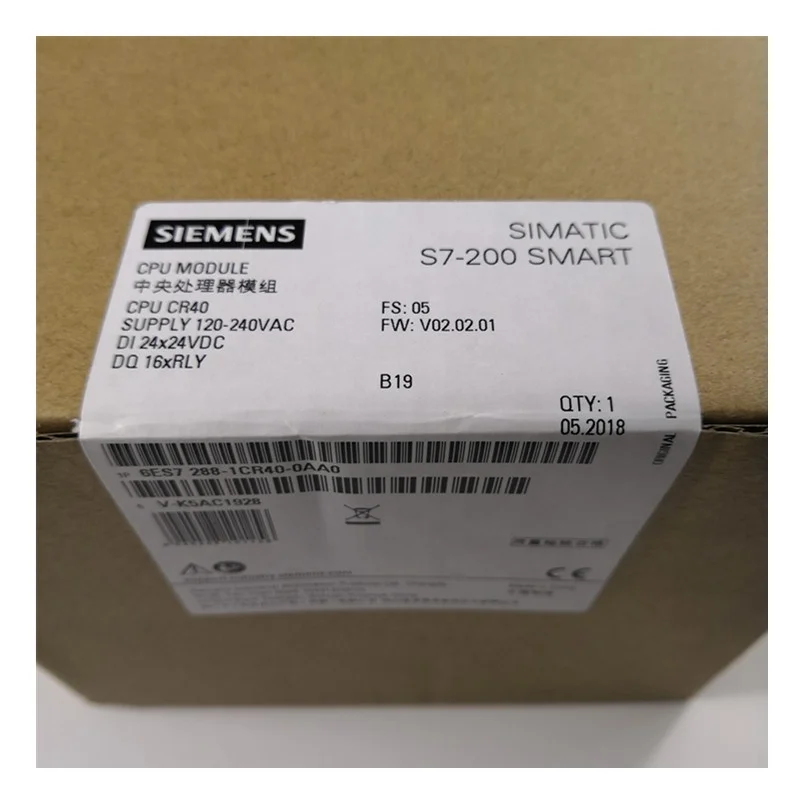 SIEMENS
SIMATIC
S7-200 SMART
CPU MODULE
中央处理器模组
CPU CR40
FS: 05
SUPPLY 120-240VAC
FW: V02.02.01
DI 24x24VDC
DQ 16xRLY
B19
QTY: 1
05.2018
ORIGINAL PACKAGING
1P 6ES7 288-1CR40-0AA0
S V-K5AC1928
CE